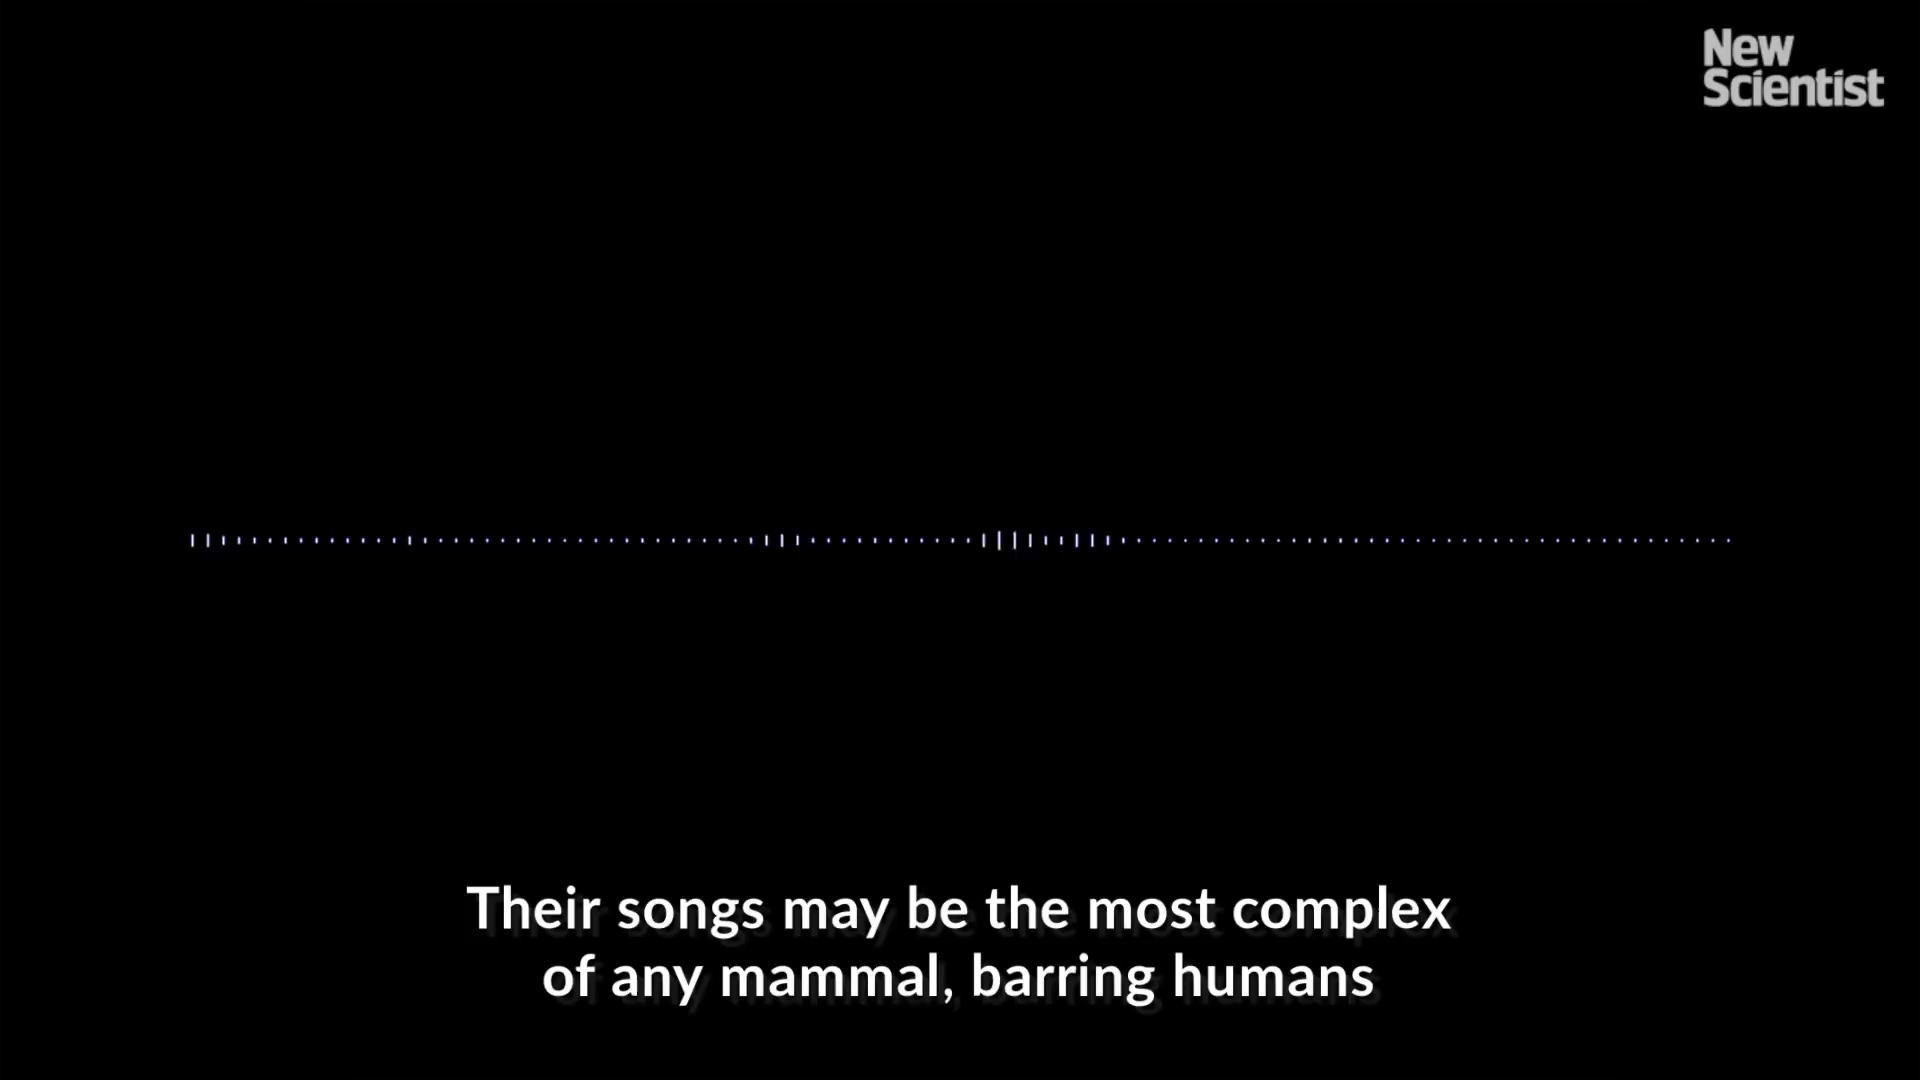 New
Scientist
Their songs may be the most complex
of any mammal, barring humans